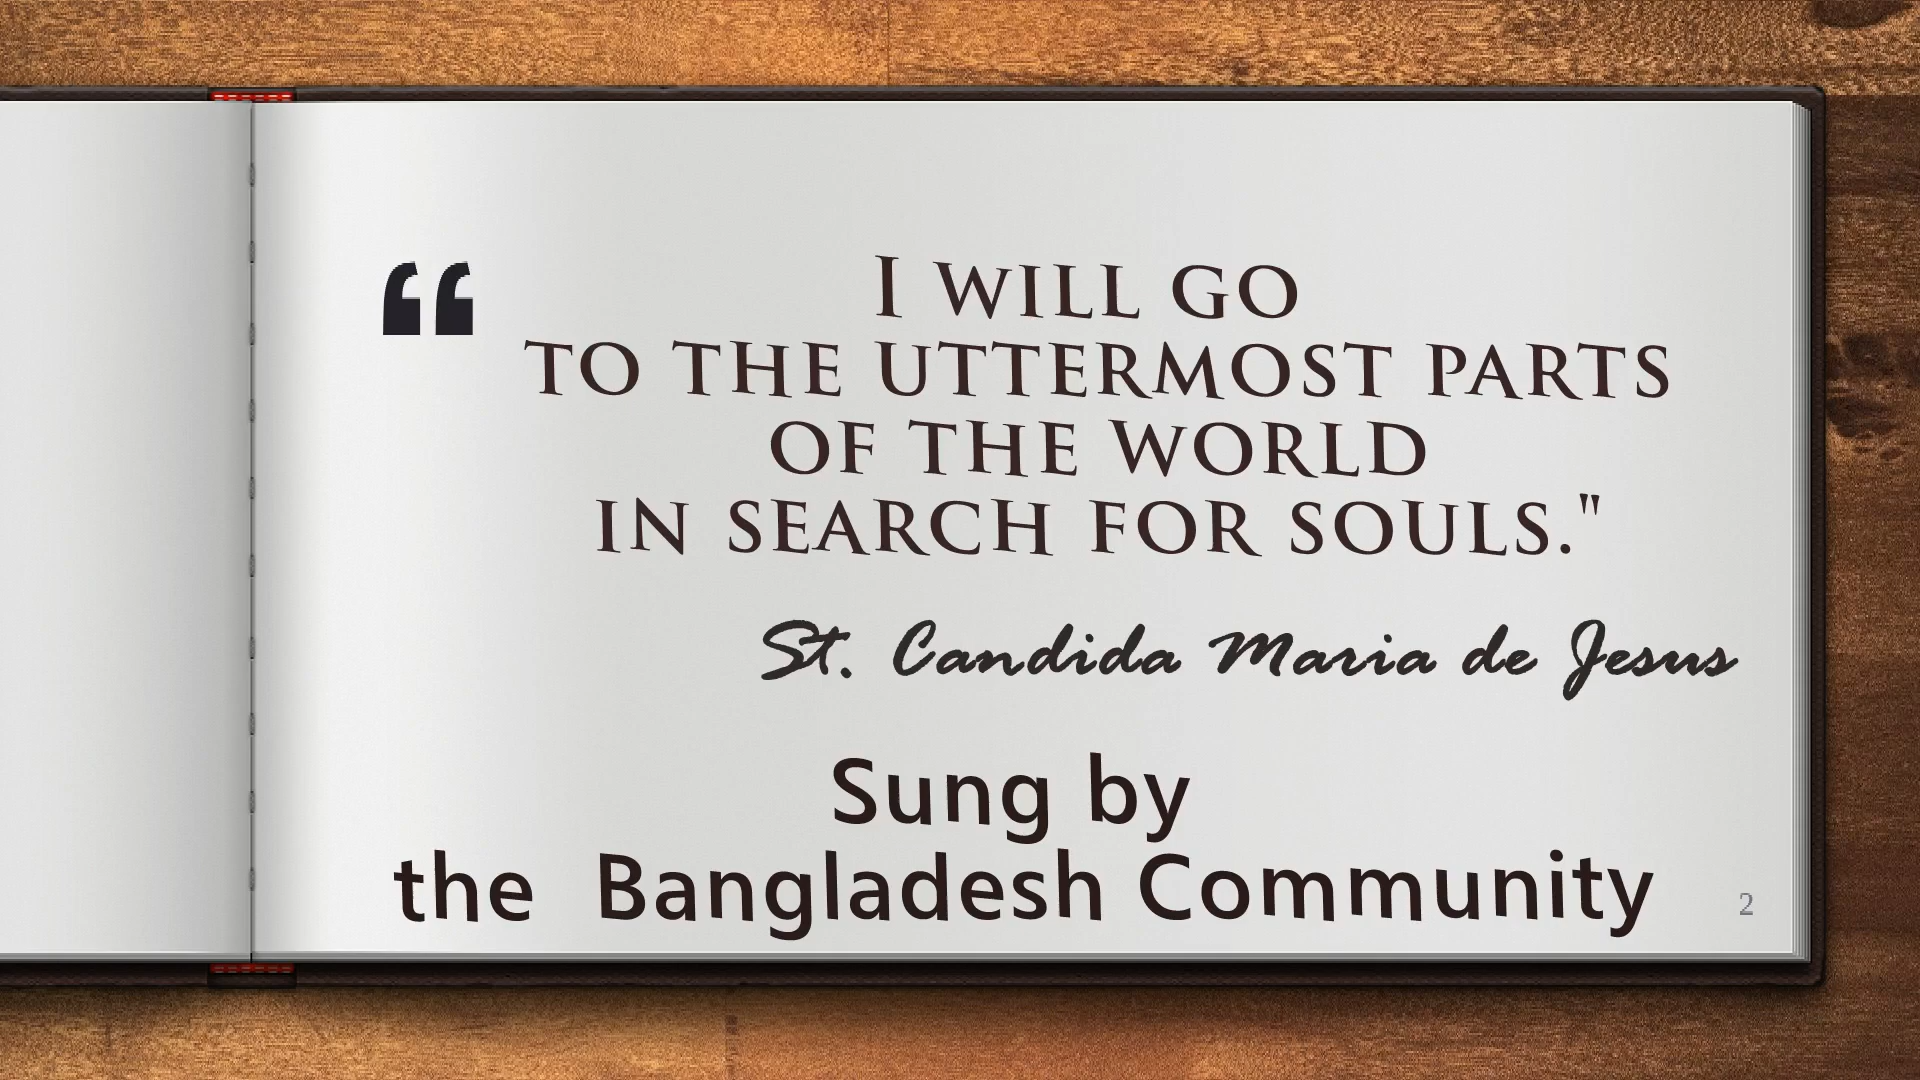 “ I WILL GO
TO THE UTTERMOST PARTS
OF THE WORLD
IN SEARCH FOR SOULS."
St. Candida Maria de Jesus
Sung by
the  Bangladesh Community
2